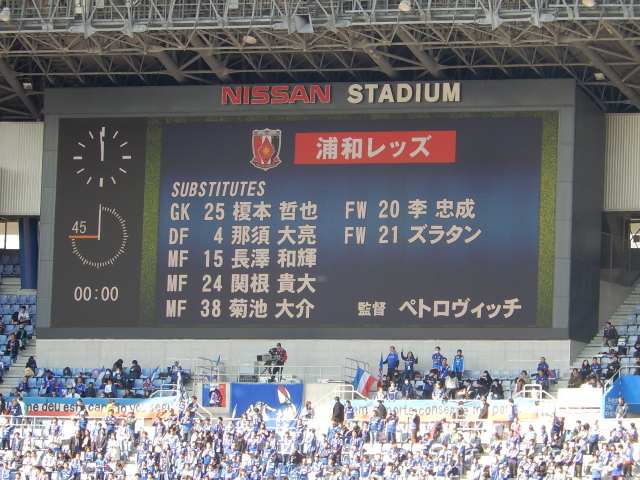 NISSAN STADIUM
浦和レッズ
SUBSTITUTES
GK 25 榎本 哲也 FW 20 李 忠成
DF 4 那須 大亮 FW 21 ズラタン
MF 15 長澤 和輝
MF 24 関根 貴大
MF 38 菊池 大介 監督 ペトロヴィッチ
45
00:00